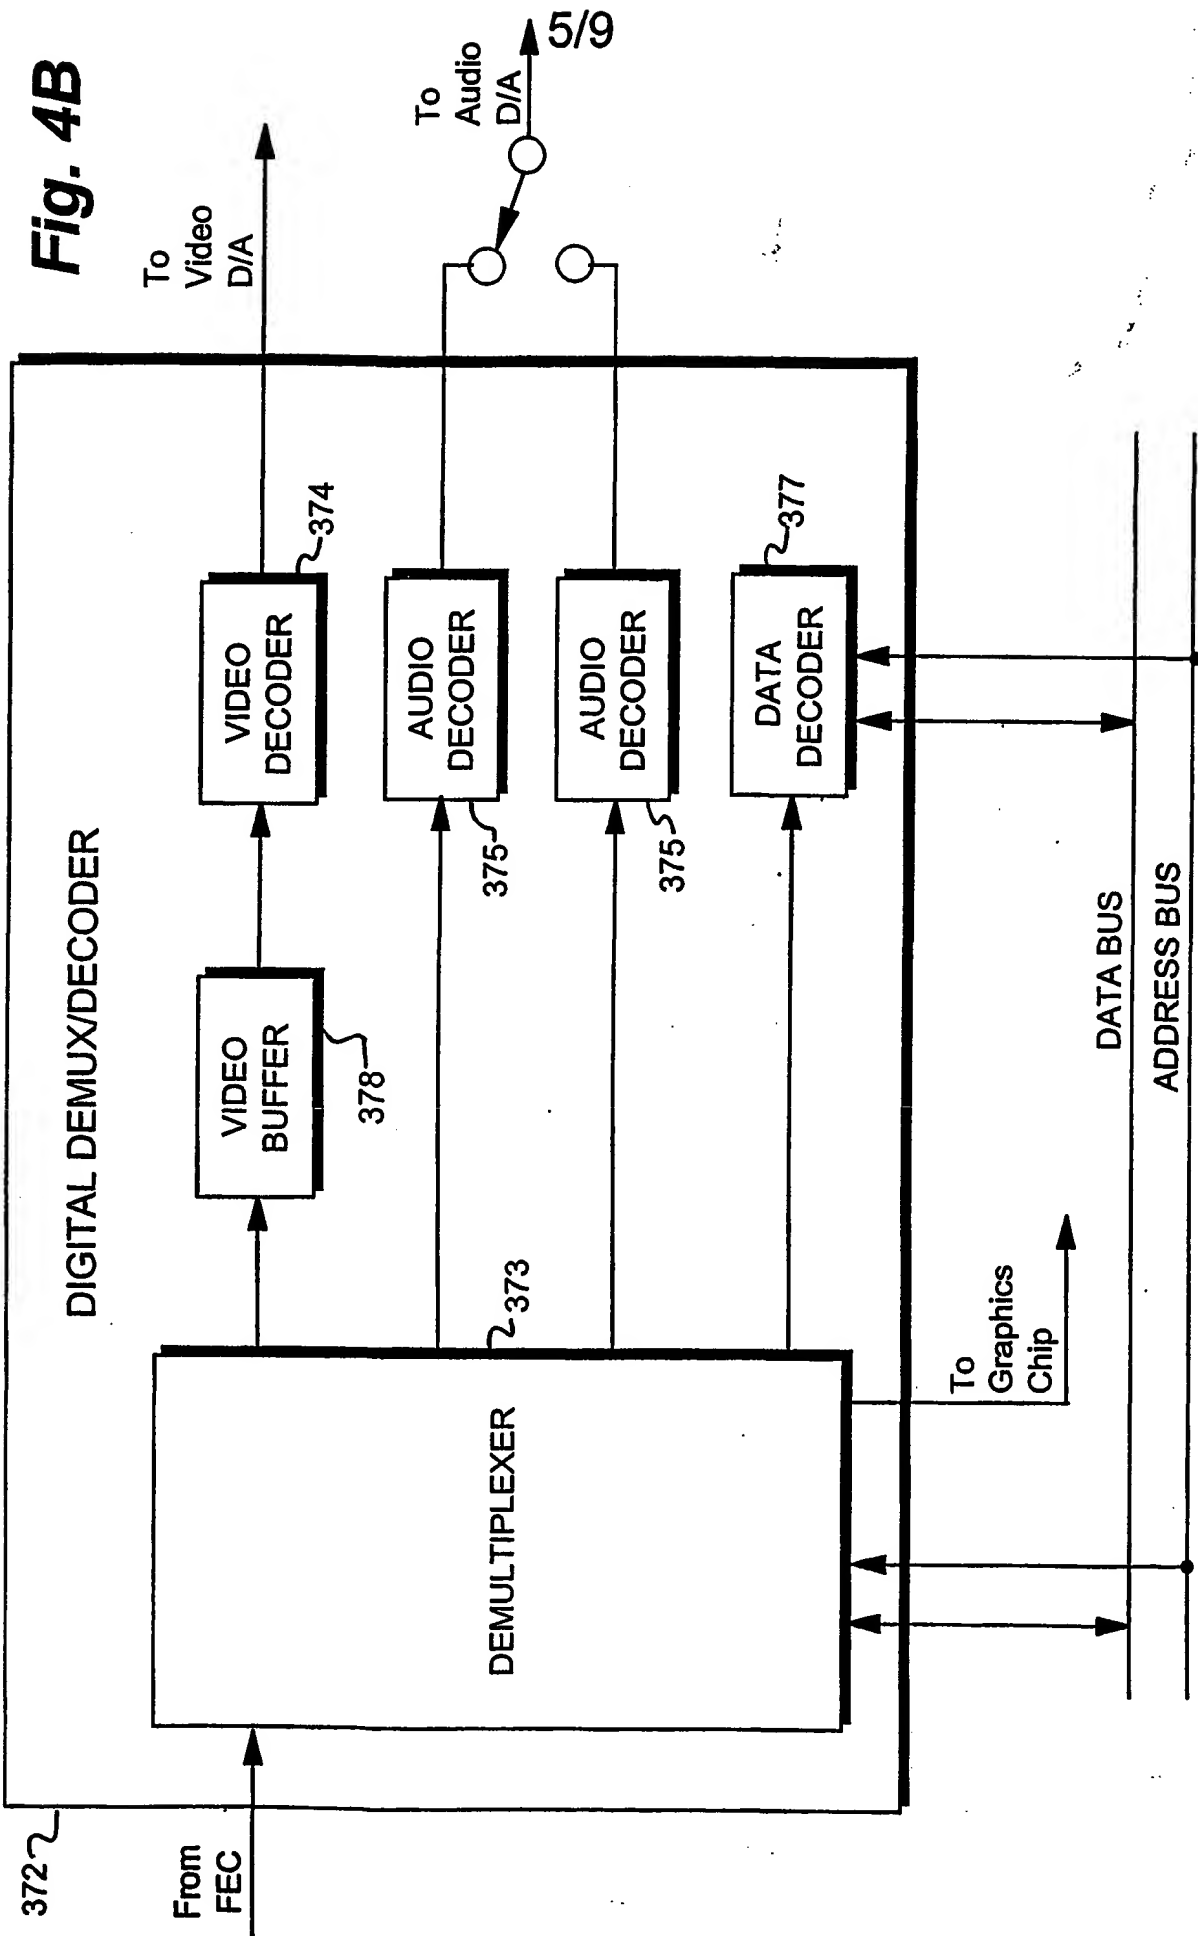 5/9
Fig. 4B
DIGITAL DEMUX/DECODER
372
From
FEC
DEMULTIPLEXER
373
VIDEO
BUFFER
378
VIDEO
DECODER
374
To
Video
D/A
AUDIO
DECODER
375
AUDIO
DECODER
375
To
Audio
D/A
DATA
DECODER
377
To
Graphics
Chip
DATA BUS
ADDRESS BUS